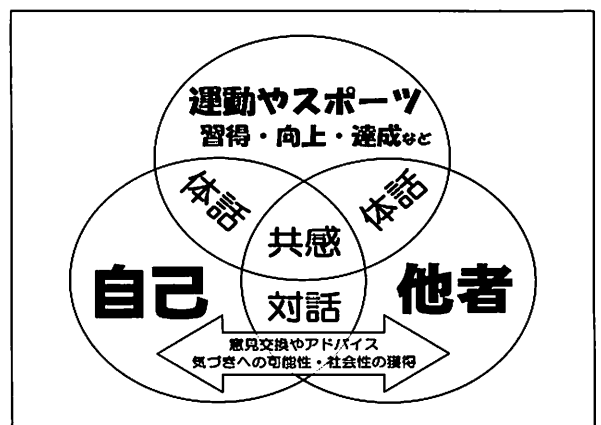 運動やスポーツ
習得・向上・達成など
体話
体話
共感
自己
他者
対話
意見交換やアドバイス
気づきへの可能性・社会性の獲得